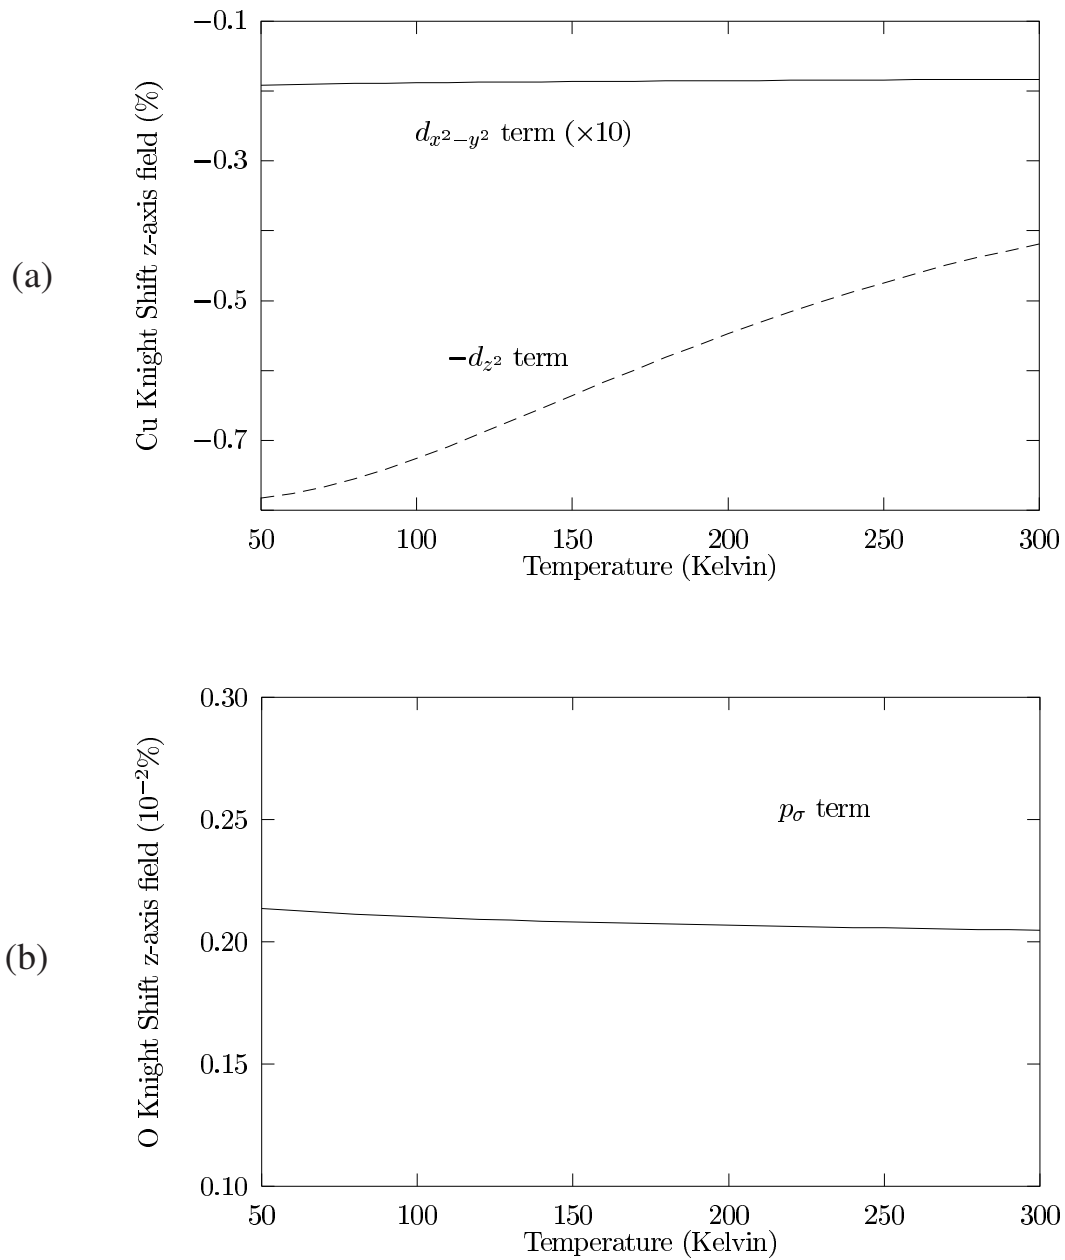 (a)
Cu Knight Shift z-axis field (%)
−0.1
−0.3
−0.5
−0.7
d_{x²−y²} term (×10)
−d_{z²} term
50 100 150 200 250 300
Temperature (Kelvin)
(b)
O Knight Shift z-axis field (10⁻²%)
0.30
0.25
0.20
0.15
0.10
p_σ term
50 100 150 200 250 300
Temperature (Kelvin)